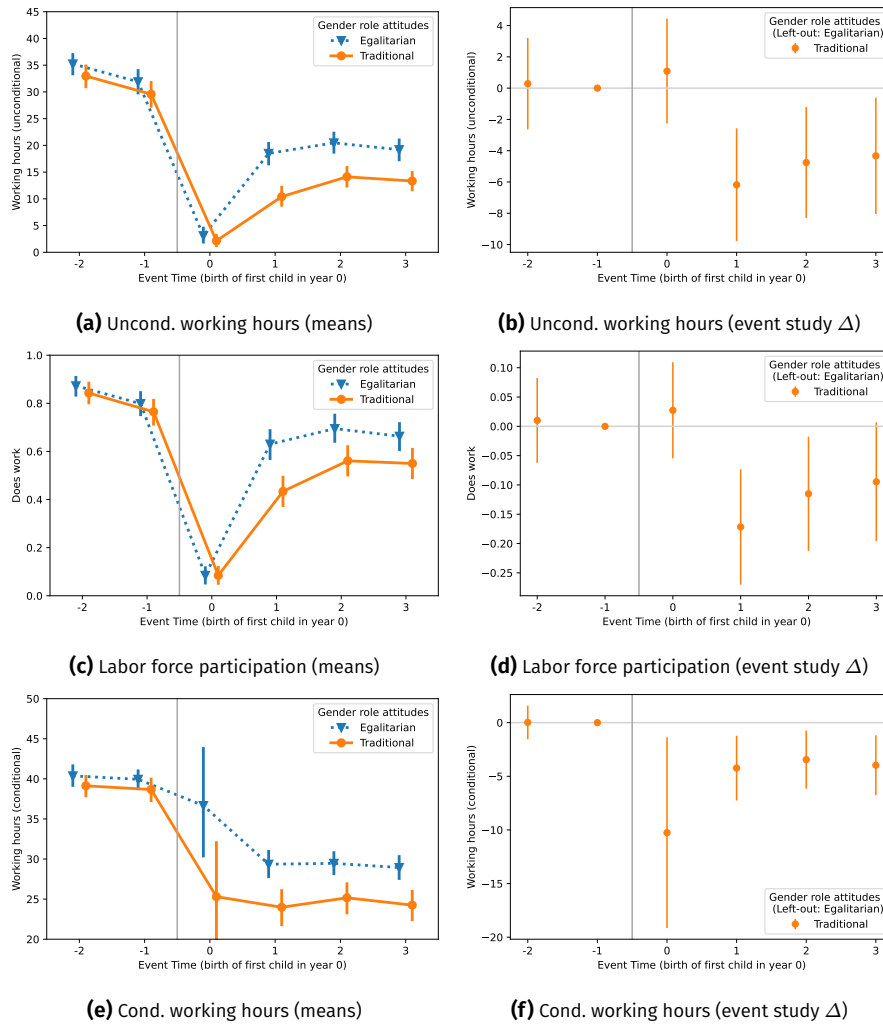 45
40
35
30
25
20
15
10
5
0
Working hours (unconditional)
Gender role attitudes
Egalitarian
Traditional
-2 -1 0 1 2 3
Event Time (birth of first child in year 0)
(a) Uncond. working hours (means)
4
2
0
−2
−4
−6
−8
−10
Working hours (unconditional)
Gender role attitudes
(Left-out: Egalitarian)
Traditional
-2 -1 0 1 2 3
Event Time (birth of first child in year 0)
(b) Uncond. working hours (event study Δ)
1.0
0.8
0.6
0.4
0.2
0.0
Does work
Gender role attitudes
Egalitarian
Traditional
-2 -1 0 1 2 3
Event Time (birth of first child in year 0)
(c) Labor force participation (means)
0.10
0.05
0.00
−0.05
−0.10
−0.15
−0.20
−0.25
Does work
Gender role attitudes
(Left-out: Egalitarian)
Traditional
-2 -1 0 1 2 3
Event Time (birth of first child in year 0)
(d) Labor force participation (event study Δ)
50
45
40
35
30
25
20
Working hours (conditional)
Gender role attitudes
Egalitarian
Traditional
-2 -1 0 1 2 3
Event Time (birth of first child in year 0)
(e) Cond. working hours (means)
0
−5
−10
−15
−20
Working hours (conditional)
Gender role attitudes
(Left-out: Egalitarian)
Traditional
-2 -1 0 1 2 3
Event Time (birth of first child in year 0)
(f) Cond. working hours (event study Δ)